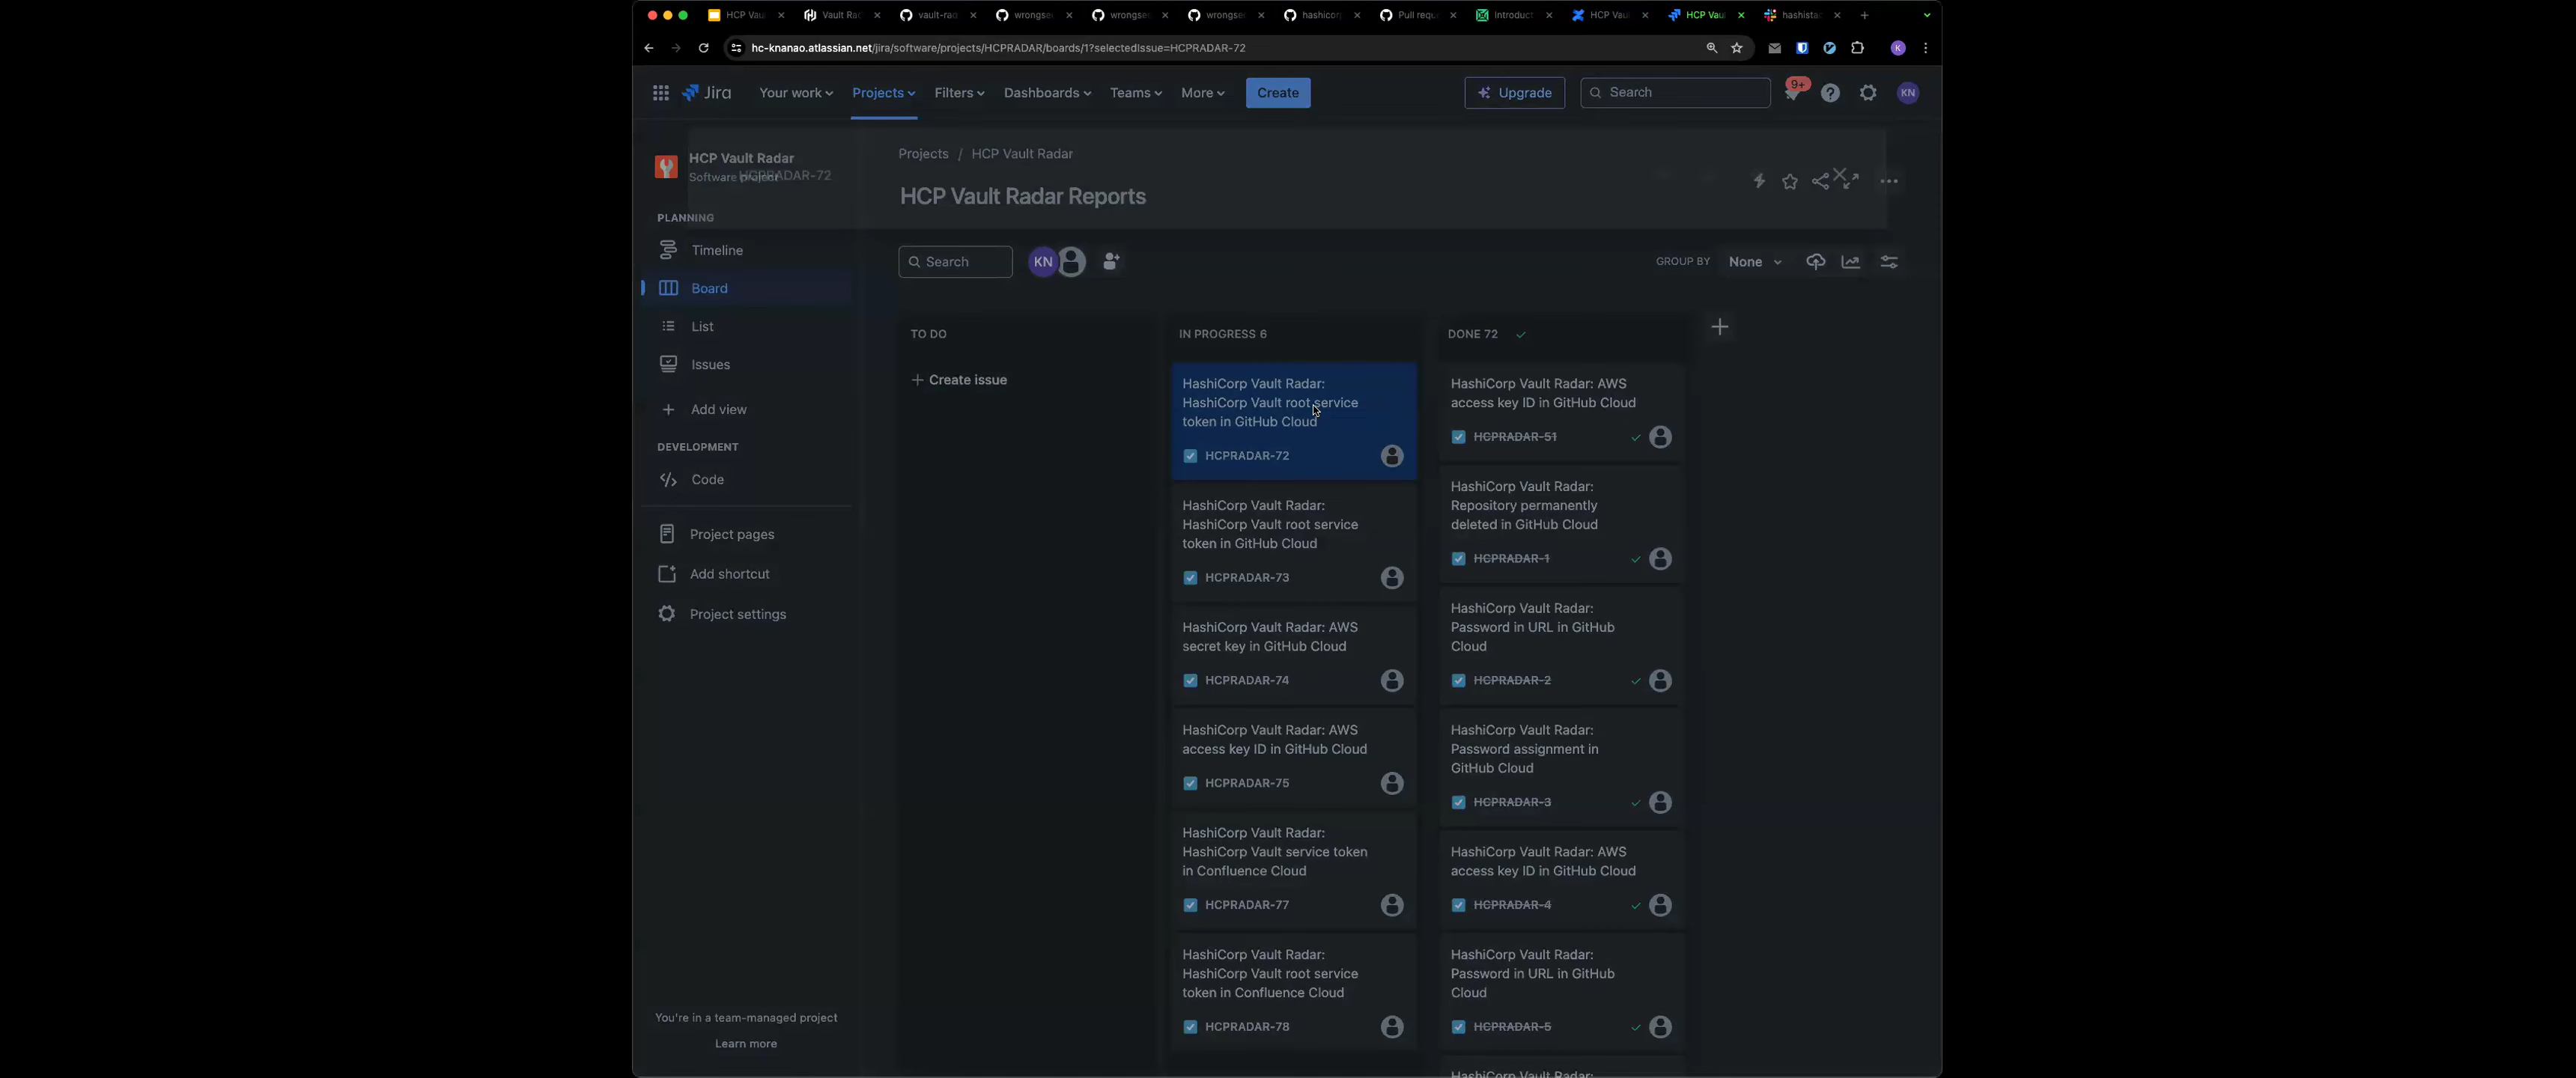 HCP Vau
Vault Rad
vault-rad
wrongse
wrongse
wrongse
hashicor
Pull requ
Introduct
HCP Vau
HCP Vau
hashista
hc-knanao.atlassian.net/jira/software/projects/HCPRADAR/boards/1?selectedIssue=HCPRADAR-72
K
Jira
Your work
Projects
Filters
Dashboards
Teams
More
Create
Upgrade
Search
9+
KN
HCP Vault Radar
Software project
HCPRADAR-72
Projects / HCP Vault Radar
HCP Vault Radar Reports
PLANNING
Timeline
Board
List
Issues
Add view
DEVELOPMENT
Code
Project pages
Add shortcut
Project settings
You're in a team-managed project
Learn more
Search
KN
GROUP BY
None
TO DO
Create issue
IN PROGRESS 6
HashiCorp Vault Radar:
HashiCorp Vault root service
token in GitHub Cloud
HCPRADAR-72
HashiCorp Vault Radar:
HashiCorp Vault root service
token in GitHub Cloud
HCPRADAR-73
HashiCorp Vault Radar: AWS
secret key in GitHub Cloud
HCPRADAR-74
HashiCorp Vault Radar: AWS
access key ID in GitHub Cloud
HCPRADAR-75
HashiCorp Vault Radar:
HashiCorp Vault service token
in Confluence Cloud
HCPRADAR-77
HashiCorp Vault Radar:
HashiCorp Vault root service
token in Confluence Cloud
HCPRADAR-78
DONE 72
HashiCorp Vault Radar: AWS
access key ID in GitHub Cloud
HCPRADAR-51
HashiCorp Vault Radar:
Repository permanently
deleted in GitHub Cloud
HCPRADAR-1
HashiCorp Vault Radar:
Password in URL in GitHub
Cloud
HCPRADAR-2
HashiCorp Vault Radar:
Password assignment in
GitHub Cloud
HCPRADAR-3
HashiCorp Vault Radar: AWS
access key ID in GitHub Cloud
HCPRADAR-4
HashiCorp Vault Radar:
Password in URL in GitHub
Cloud
HCPRADAR-5
HashiCorp Vault Radar: